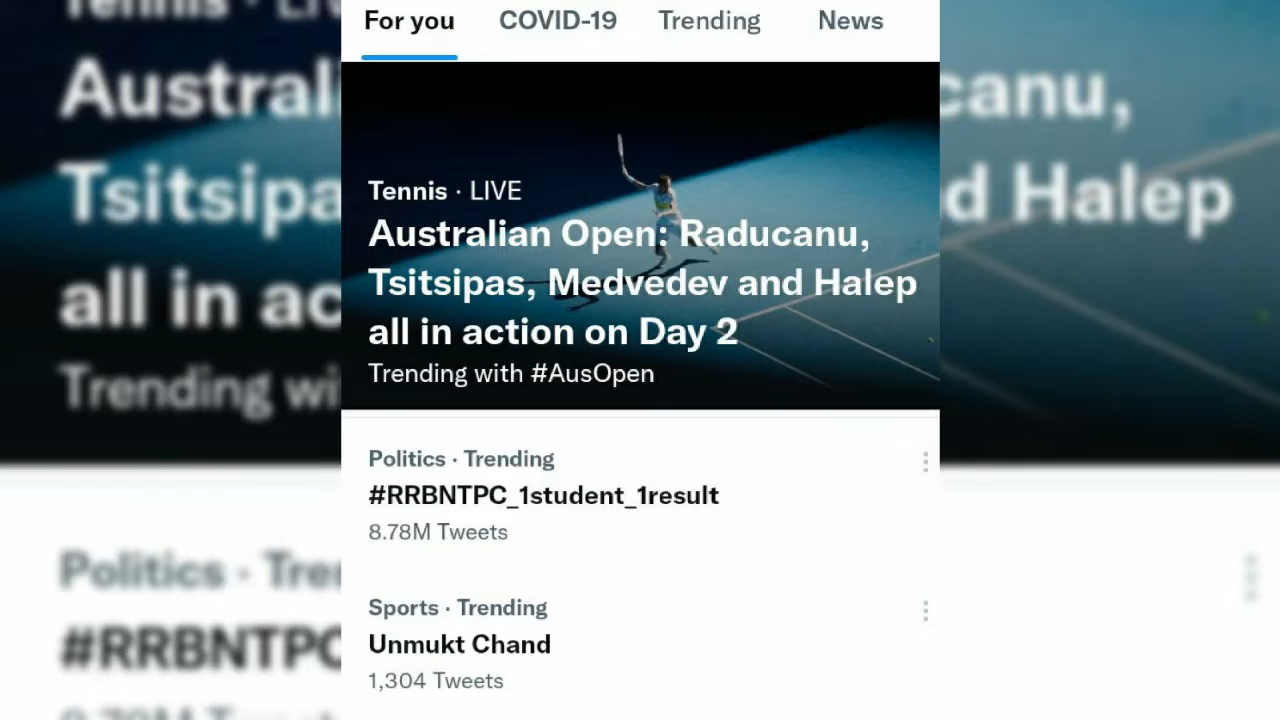 For you COVID-19 Trending News
Tennis · LIVE
Australian Open: Raducanu,
Tsitsipas, Medvedev and Halep
all in action on Day 2
Trending with #AusOpen
Politics · Trending
#RRBNTPC_1student_1result
8.78M Tweets
Sports · Trending
Unmukt Chand
1,304 Tweets